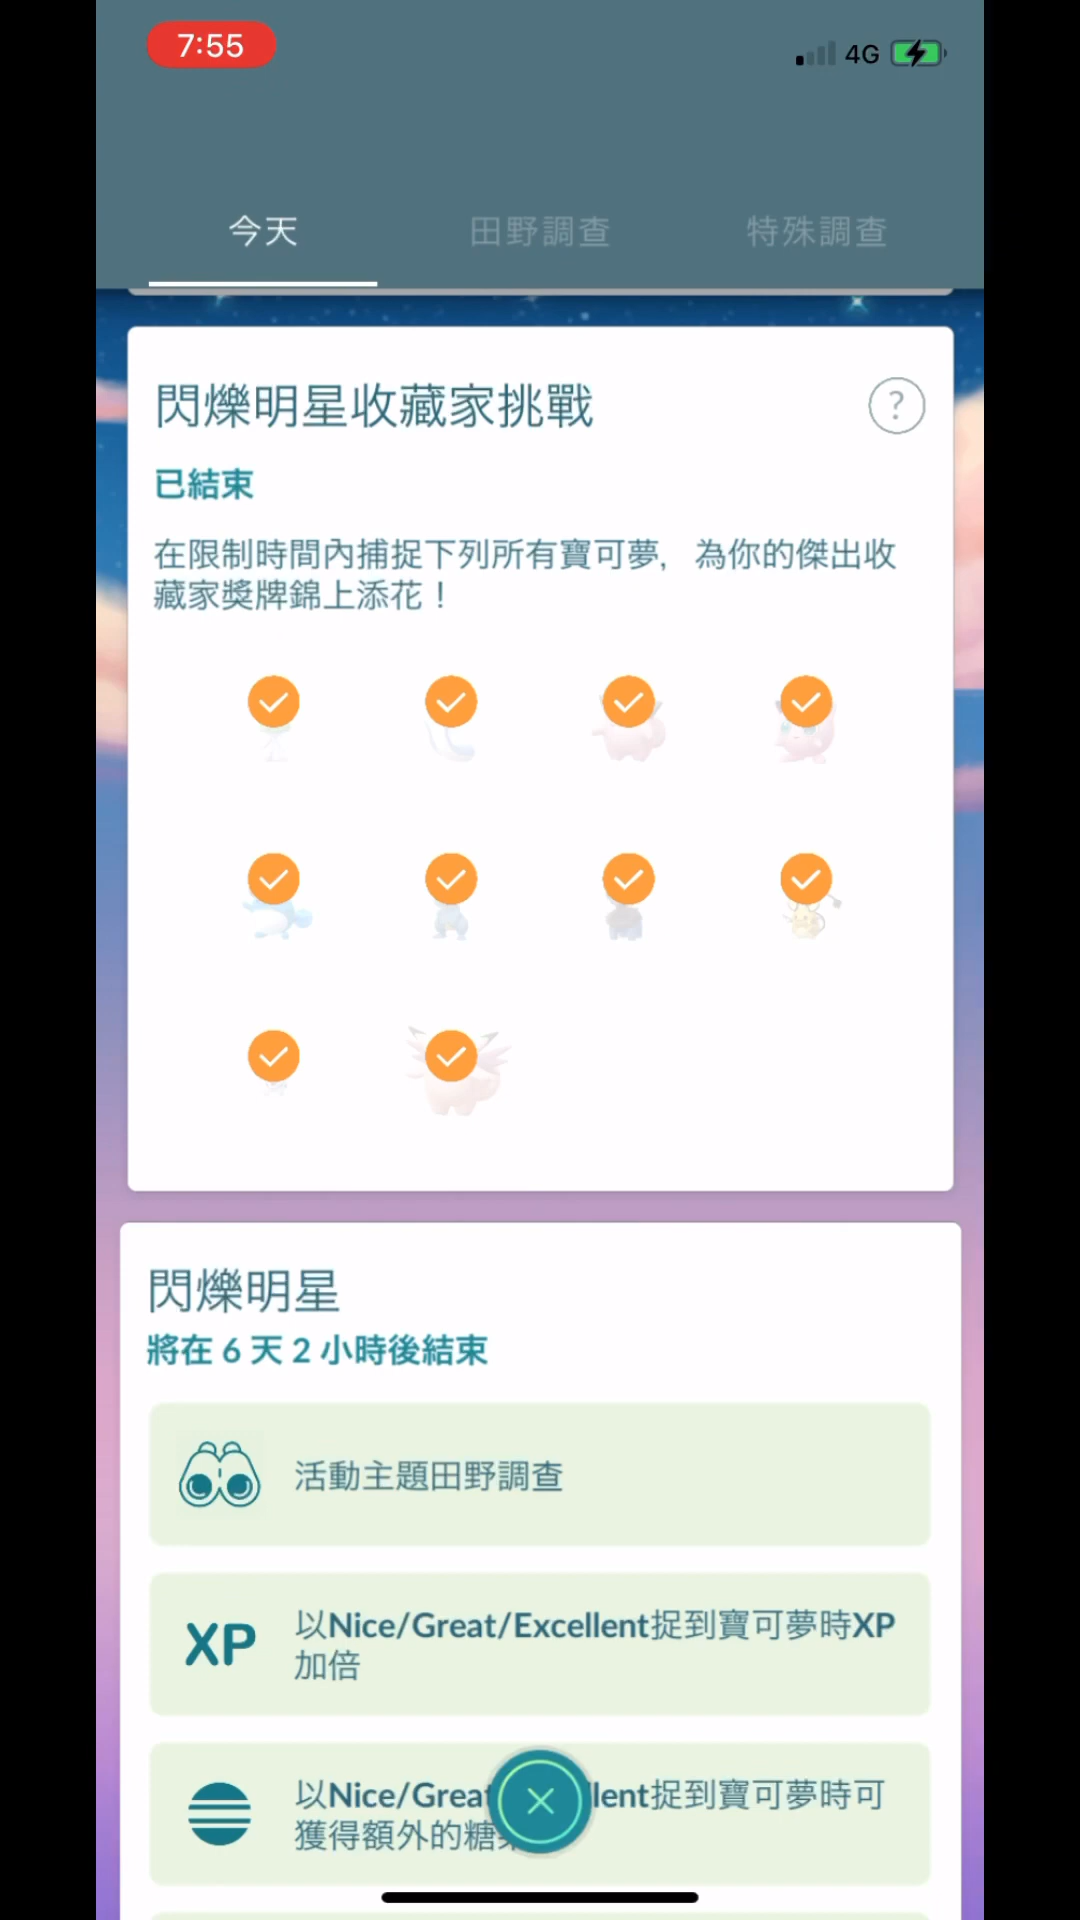 7:55
4G
今天
田野調查
特殊調查
閃爍明星收藏家挑戰
?
已結束
在限制時間內捕捉下列所有寶可夢，為你的傑出收
藏家獎牌錦上添花！
閃爍明星
將在 6 天 2 小時後結束
活動主題田野調查
XP
以Nice/Great/Excellent捉到寶可夢時XP
加倍
以Nice/Great llent捉到寶可夢時可
獲得額外的糖